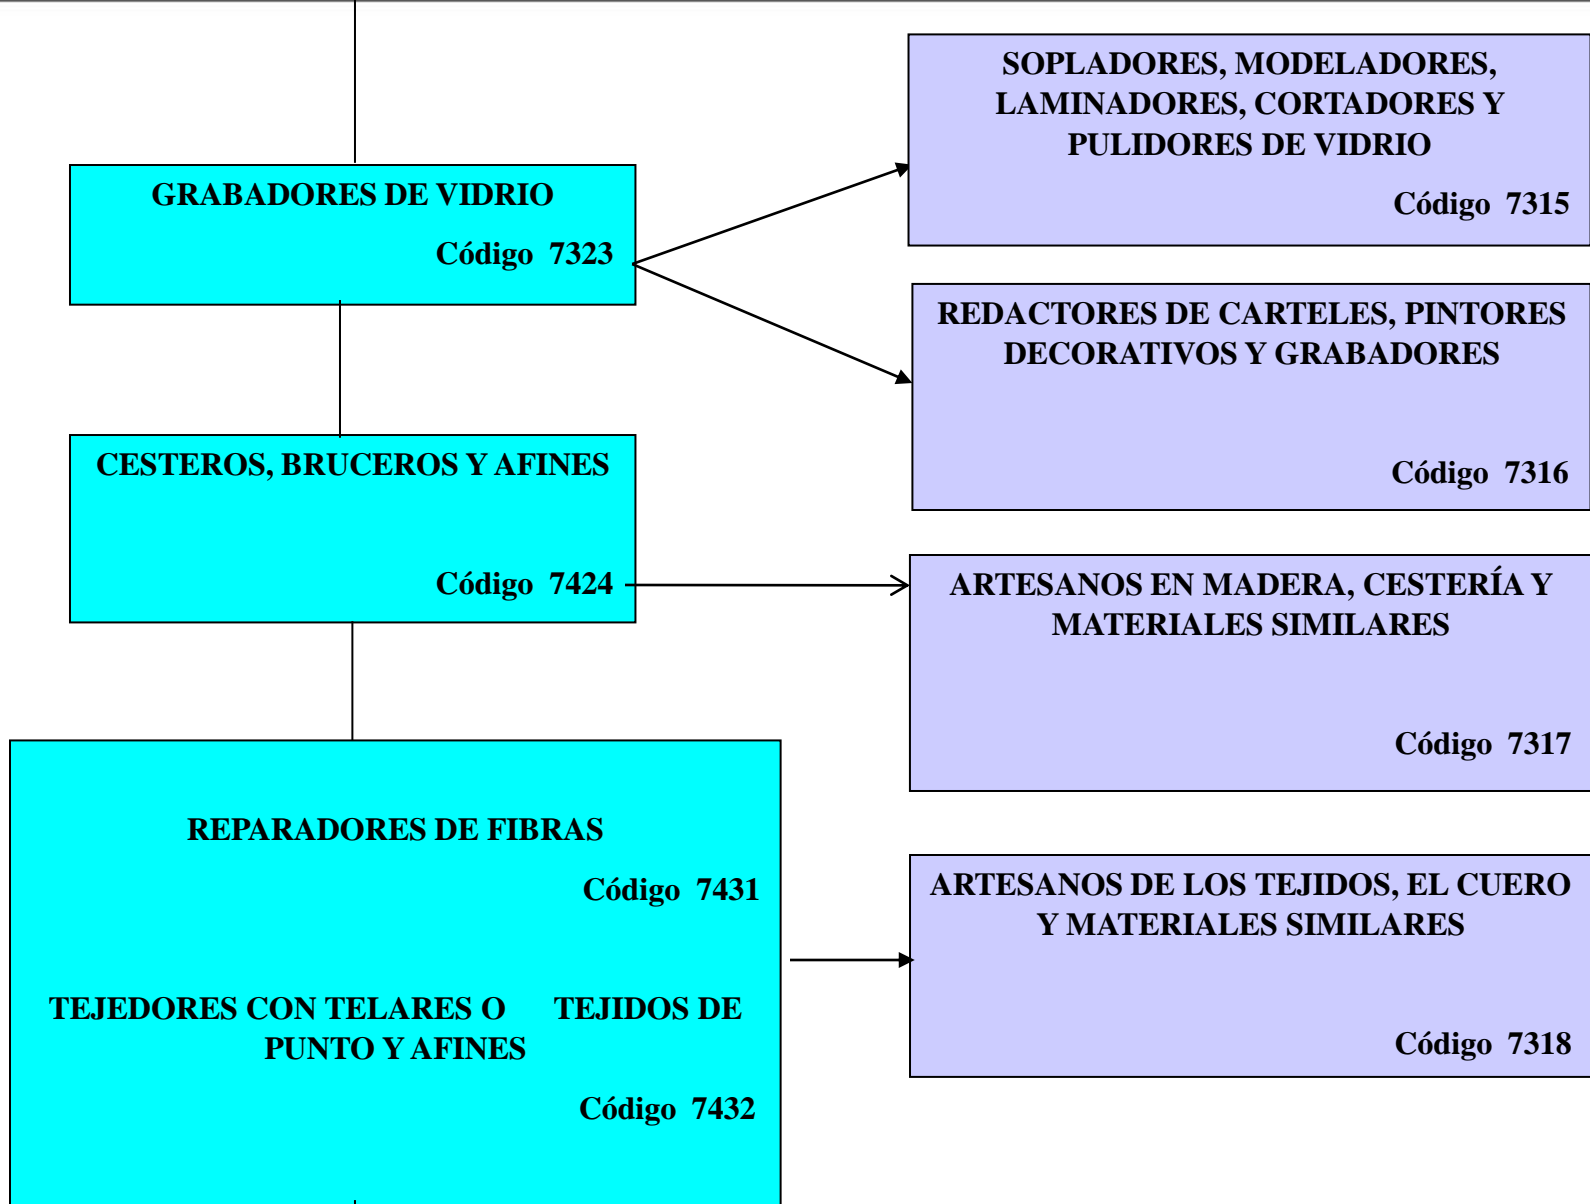 GRABADORES DE VIDRIO
Código 7323
SOPLADORES, MODELADORES,
LAMINADORES, CORTADORES Y
PULIDORES DE VIDRIO
Código 7315
REDACTORES DE CARTELES, PINTORES
DECORATIVOS Y GRABADORES
Código 7316
CESTEROS, BRUCEROS Y AFINES
Código 7424
ARTESANOS EN MADERA, CESTERÍA Y
MATERIALES SIMILARES
Código 7317
REPARADORES DE FIBRAS
Código 7431
TEJEDORES CON TELARES O TEJIDOS DE
PUNTO Y AFINES
Código 7432
ARTESANOS DE LOS TEJIDOS, EL CUERO
Y MATERIALES SIMILARES
Código 7318